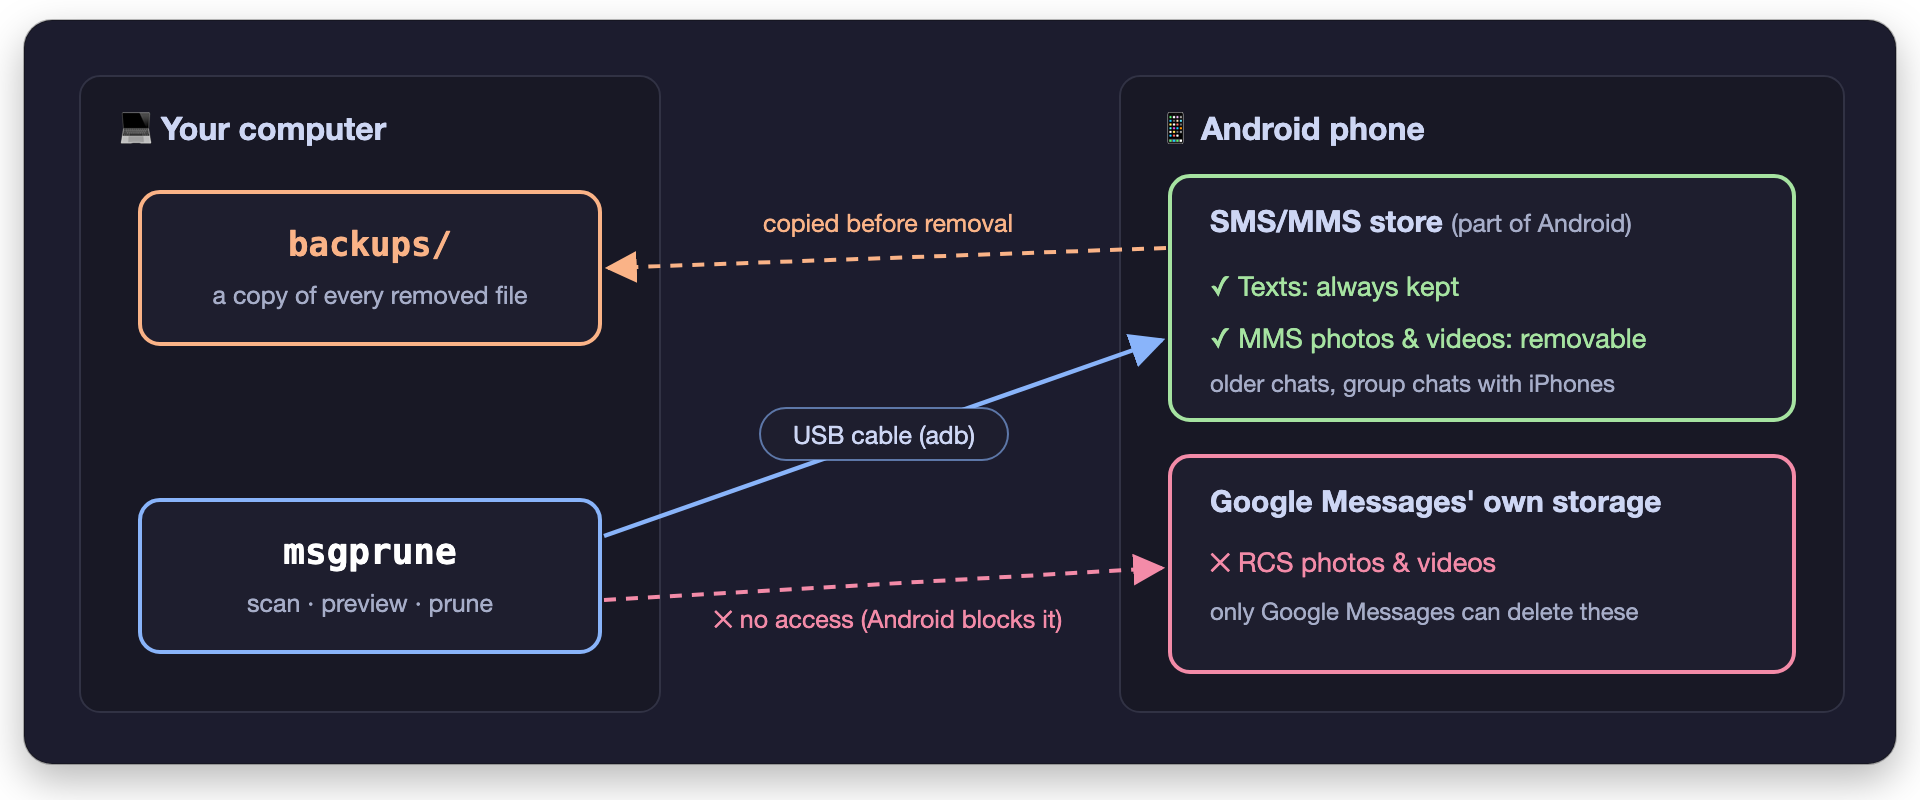 💻 Your computer
backups/
a copy of every removed file
msgprune
scan · preview · prune
copied before removal
USB cable (adb)
✕ no access (Android blocks it)
📱 Android phone
SMS/MMS store (part of Android)
✓ Texts: always kept
✓ MMS photos & videos: removable
older chats, group chats with iPhones
Google Messages' own storage
✕ RCS photos & videos
only Google Messages can delete these